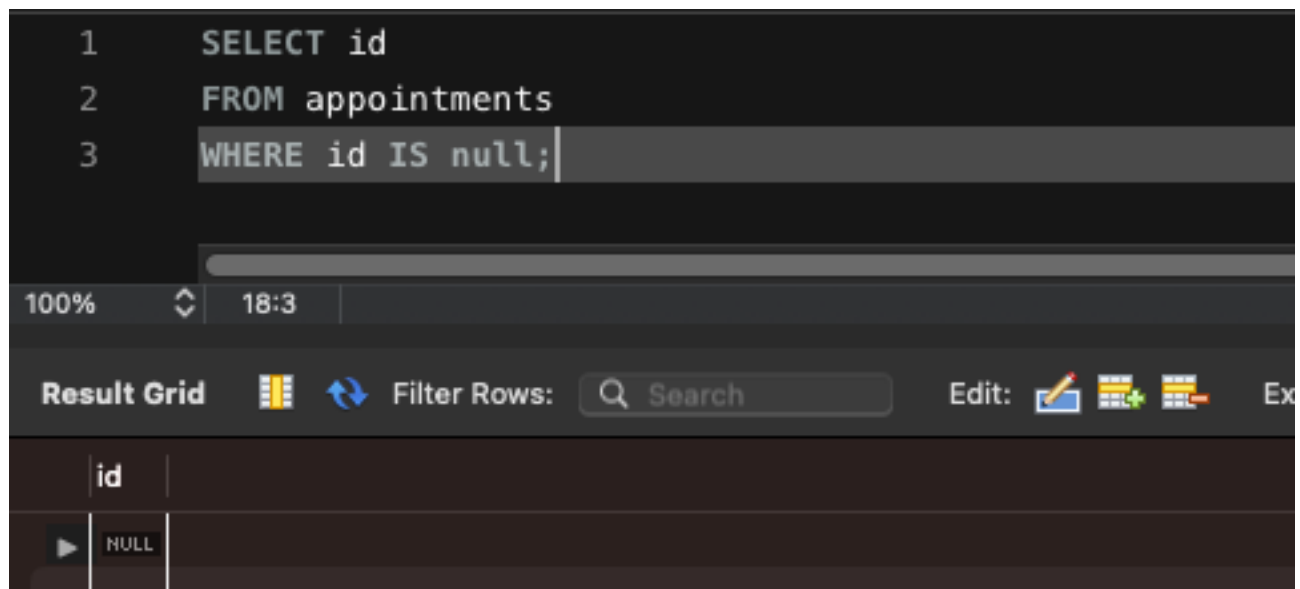 1 SELECT id
2 FROM appointments
3 WHERE id IS null;
100% 18:3
Result Grid Filter Rows: Search Edit: Ex
id
NULL